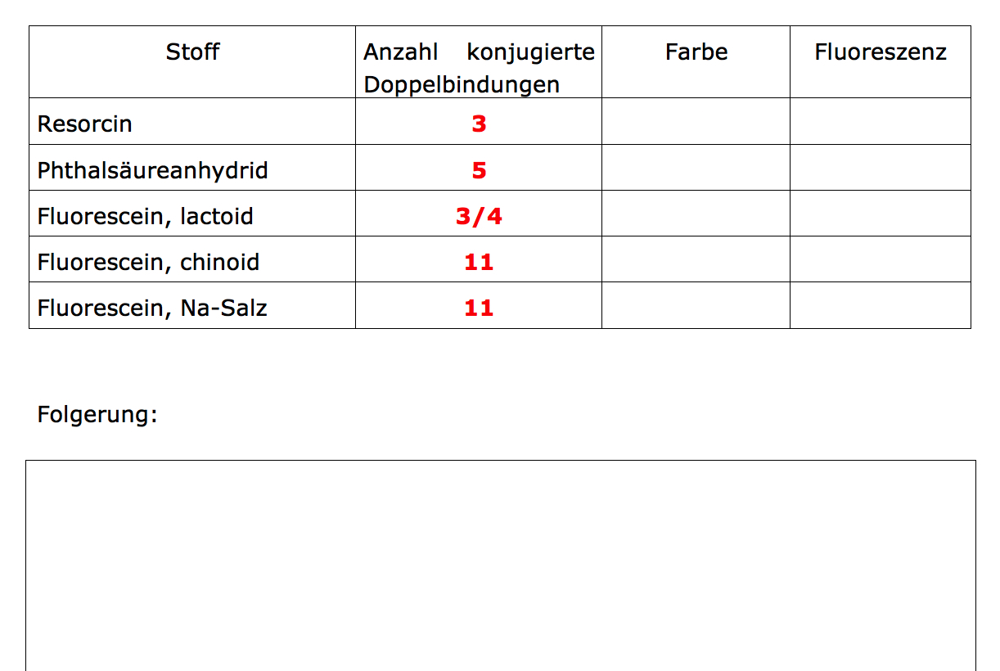 Stoff Anzahl konjugierte Doppelbindungen Farbe Fluoreszenz
Resorcin 3
Phthalsäureanhydrid 5
Fluorescein, lactoid 3/4
Fluorescein, chinoid 11
Fluorescein, Na-Salz 11
Folgerung: